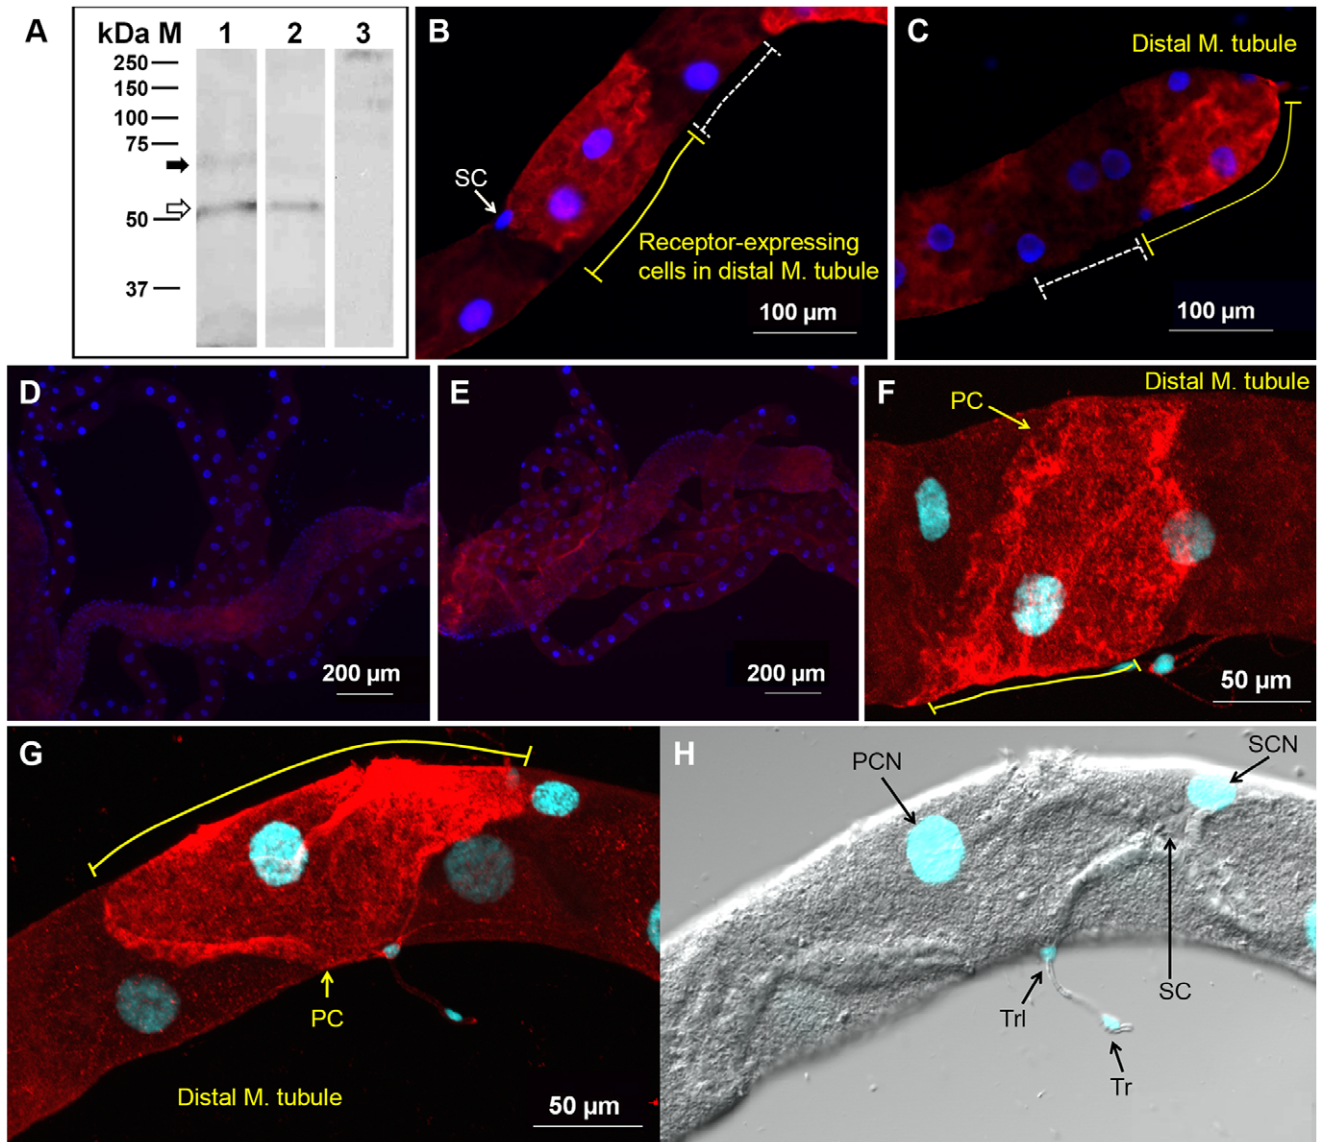 A
kDa M 1 2 3
250
150
100
75
50
37
B
SC
Receptor-expressing
cells in distal M. tubule
100 µm
C
Distal M. tubule
100 µm
D
200 µm
E
200 µm
F
Distal M. tubule
PC
50 µm
G
PC
Distal M. tubule
50 µm
H
PCN
SCN
SC
Trl
Tr